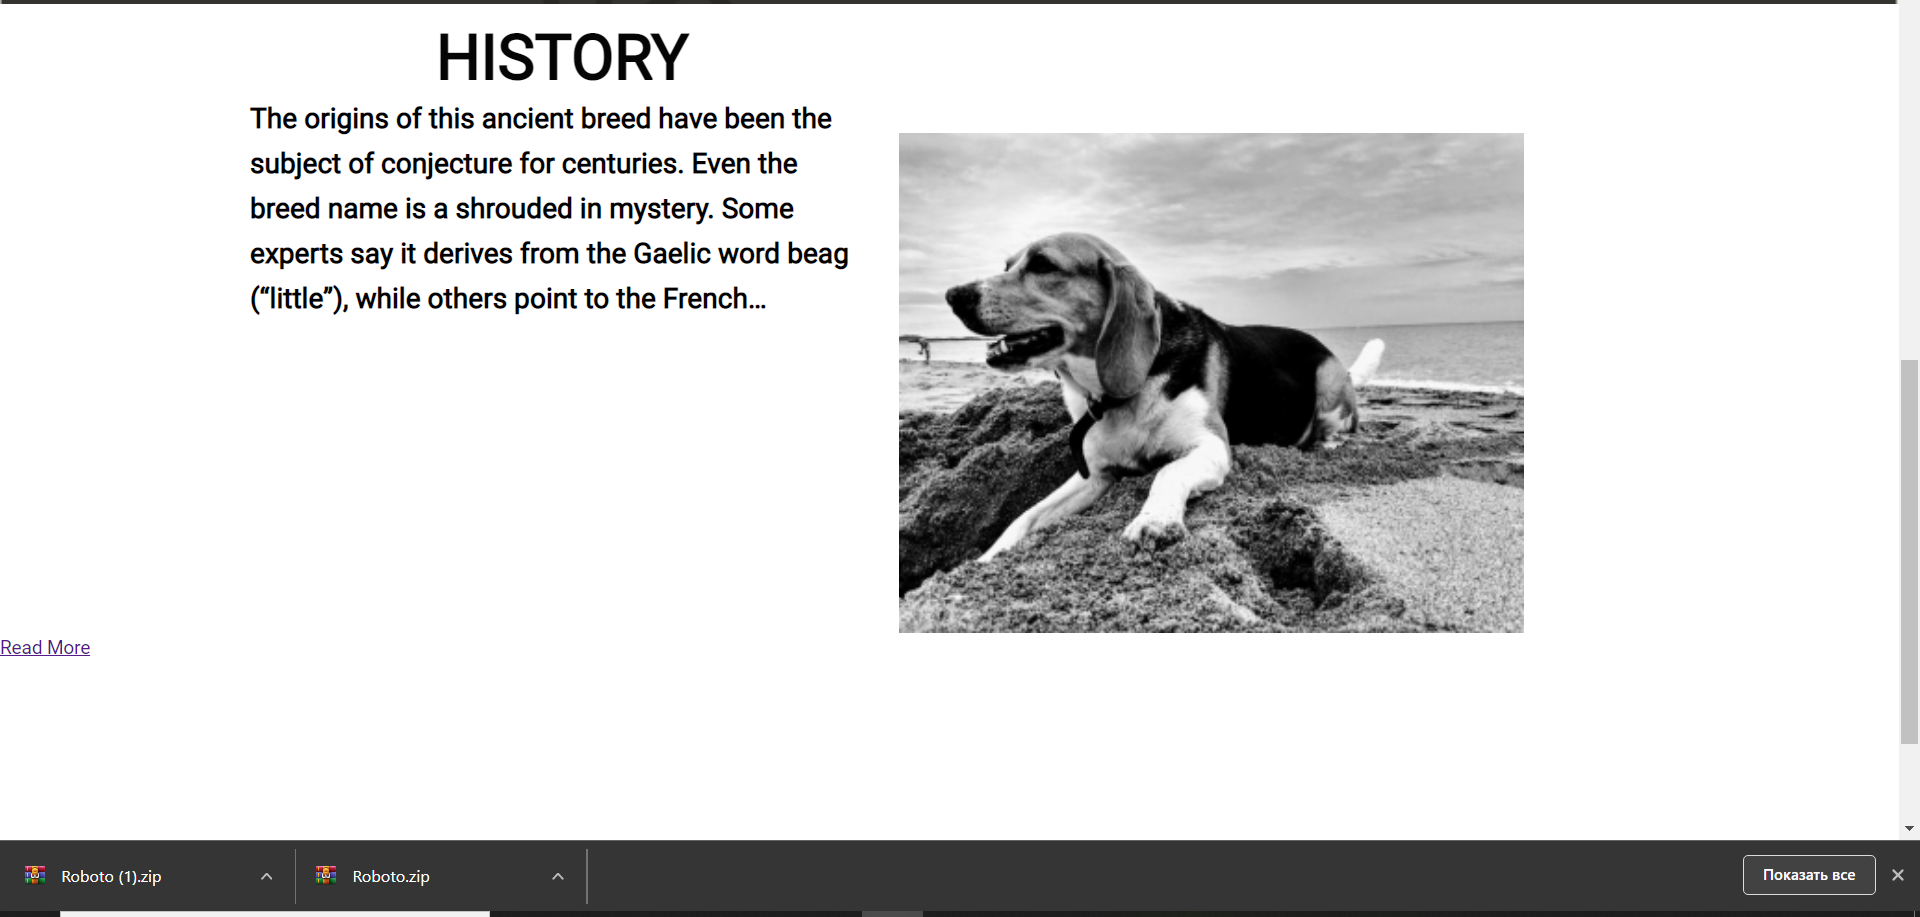 HISTORY
The origins of this ancient breed have been the
subject of conjecture for centuries. Even the
breed name is a shrouded in mystery. Some
experts say it derives from the Gaelic word beag
(“little”), while others point to the French...
Read More
Roboto (1).zip
Roboto.zip
Показать все